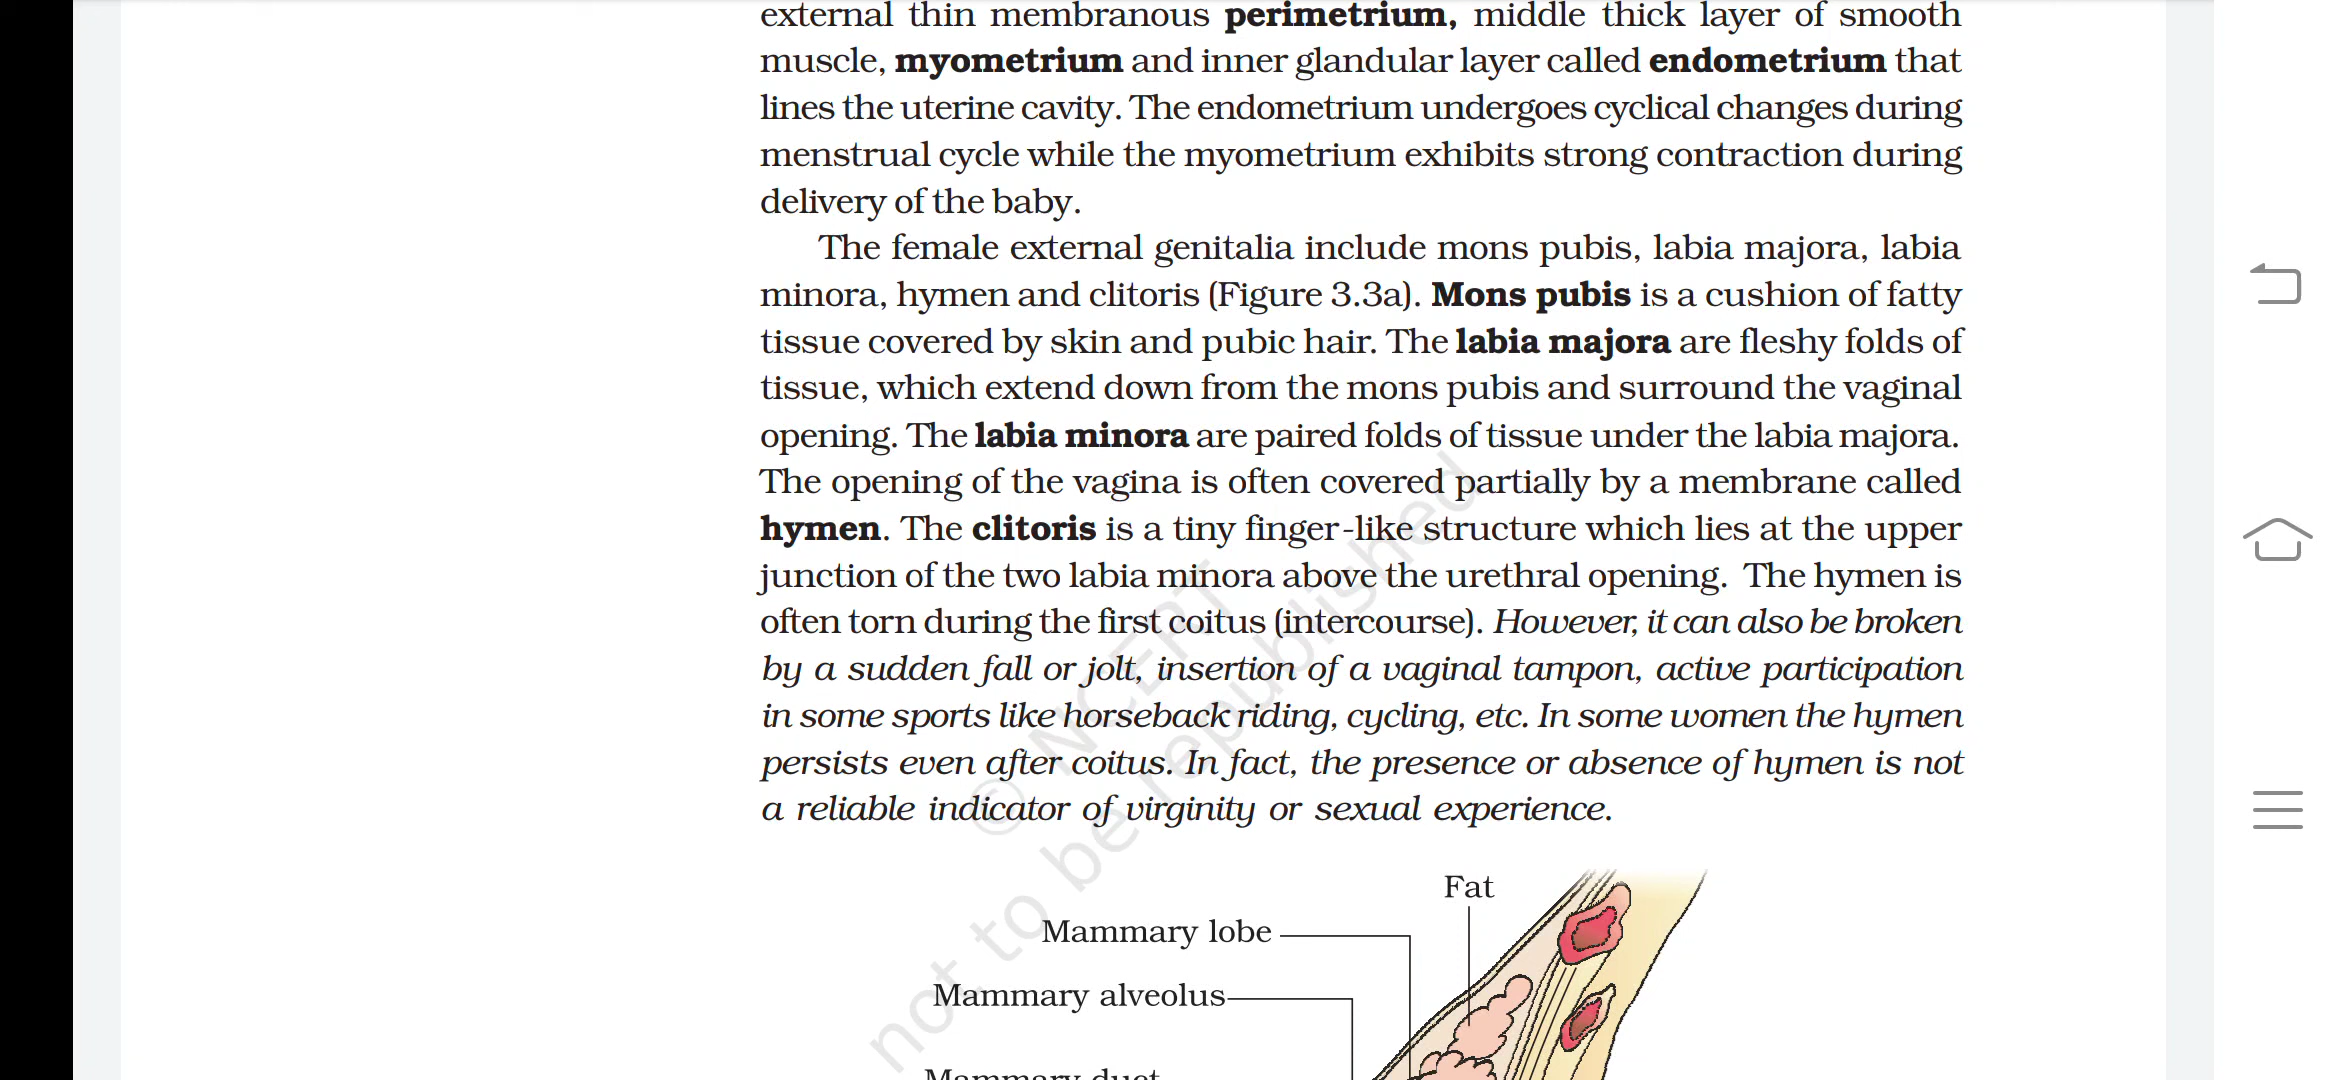 external thin membranous perimetrium, middle thick layer of smooth
muscle, myometrium and inner glandular layer called endometrium that
lines the uterine cavity. The endometrium undergoes cyclical changes during
menstrual cycle while the myometrium exhibits strong contraction during
delivery of the baby.
The female external genitalia include mons pubis, labia majora, labia
minora, hymen and clitoris (Figure 3.3a). Mons pubis is a cushion of fatty
tissue covered by skin and pubic hair. The labia majora are fleshy folds of
tissue, which extend down from the mons pubis and surround the vaginal
opening. The labia minora are paired folds of tissue under the labia majora.
The opening of the vagina is often covered partially by a membrane called
hymen. The clitoris is a tiny finger-like structure which lies at the upper
junction of the two labia minora above the urethral opening. The hymen is
often torn during the first coitus (intercourse). However, it can also be broken
by a sudden fall or jolt, insertion of a vaginal tampon, active participation
in some sports like horseback riding, cycling, etc. In some women the hymen
persists even after coitus. In fact, the presence or absence of hymen is not
a reliable indicator of virginity or sexual experience.
© NCERT
not to be republished
Fat
Mammary lobe
Mammary alveolus
Mammary duct